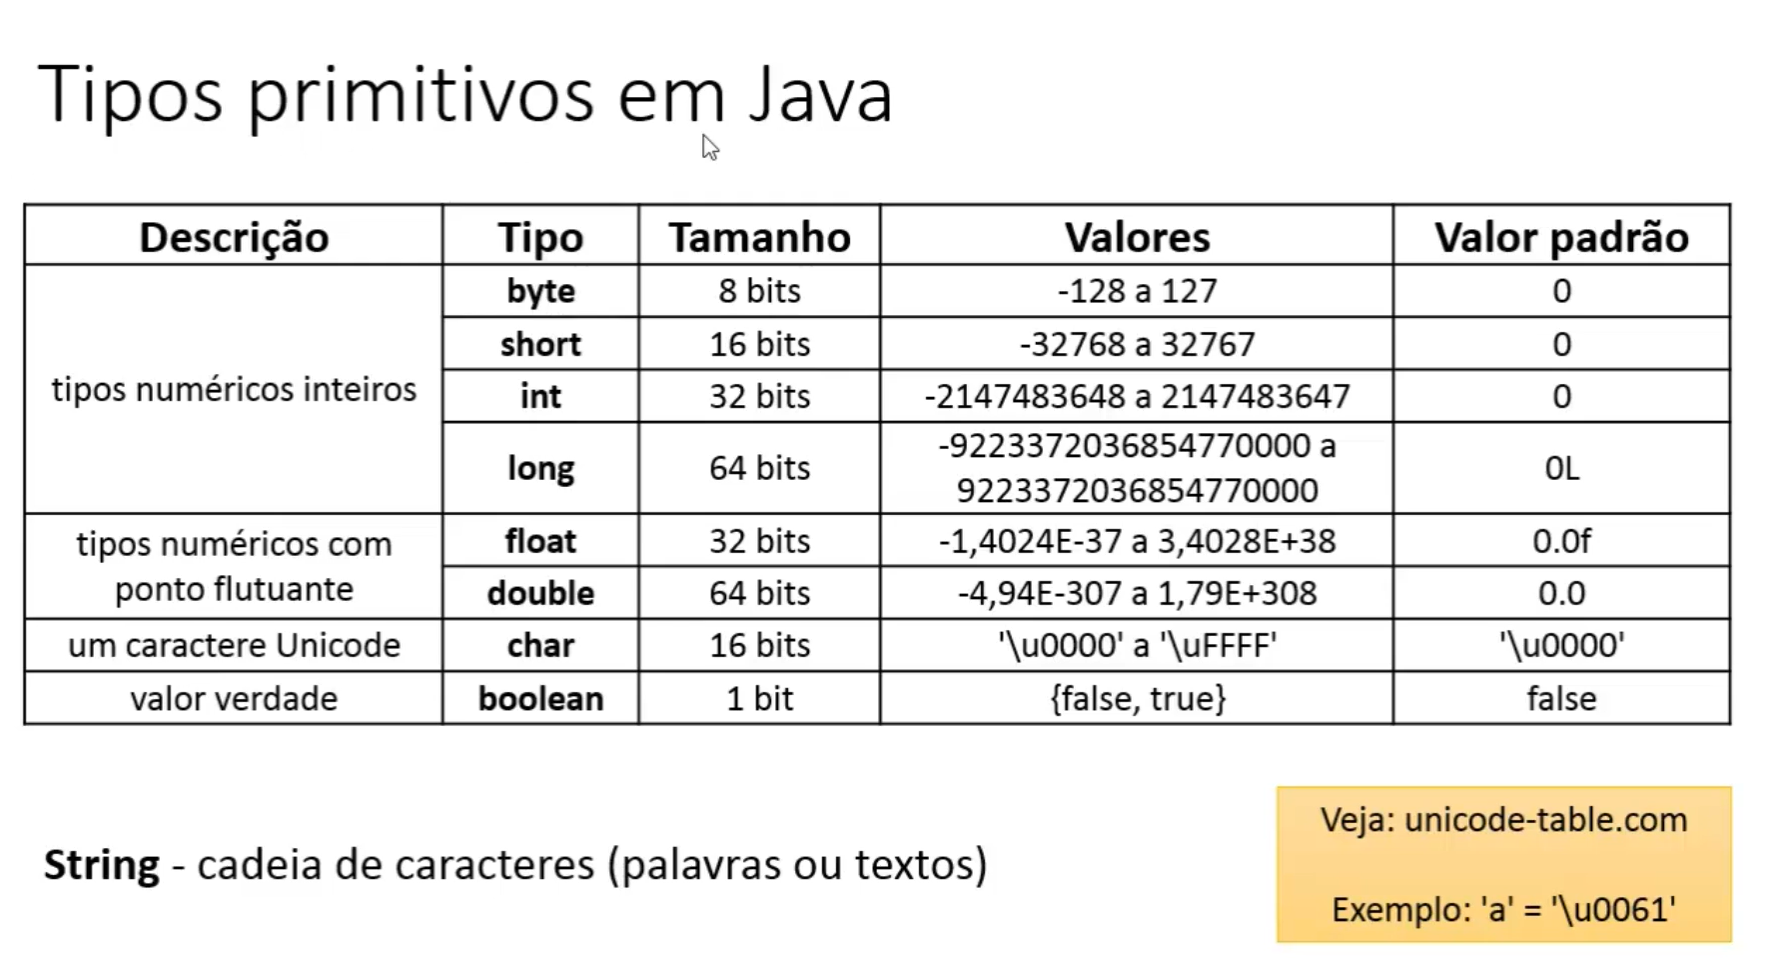 Tipos primitivos em Java
Descrição Tipo Tamanho Valores Valor padrão
tipos numéricos inteiros
byte 8 bits -128 a 127 0
short 16 bits -32768 a 32767 0
int 32 bits -2147483648 a 2147483647 0
long 64 bits -9223372036854770000 a
9223372036854770000 0L
tipos numéricos com
ponto flutuante
float 32 bits -1,4024E-37 a 3,4028E+38 0.0f
double 64 bits -4,94E-307 a 1,79E+308 0.0
um caractere Unicode char 16 bits '\u0000' a '\uFFFF' '\u0000'
valor verdade boolean 1 bit {false, true} false
String - cadeia de caracteres (palavras ou textos)
Veja: unicode-table.com
Exemplo: 'a' = '\u0061'